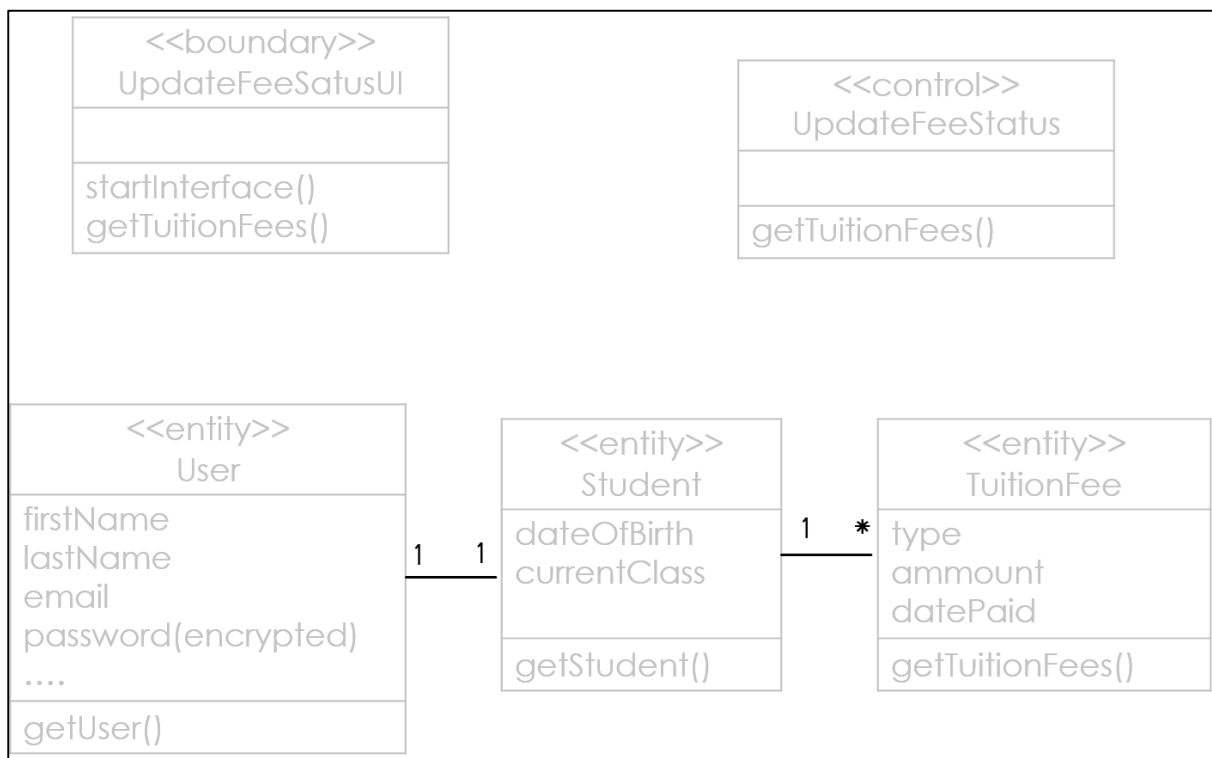 <<boundary>>
UpdateFeeSatusUI
startInterface()
getTuitionFees()
<<control>>
UpdateFeeStatus
getTuitionFees()
<<entity>>
User
firstName
lastName
email
password(encrypted)
....
getUser()
1 1
<<entity>>
Student
dateOfBirth
currentClass
getStudent()
1 *
<<entity>>
TuitionFee
type
ammount
datePaid
getTuitionFees()